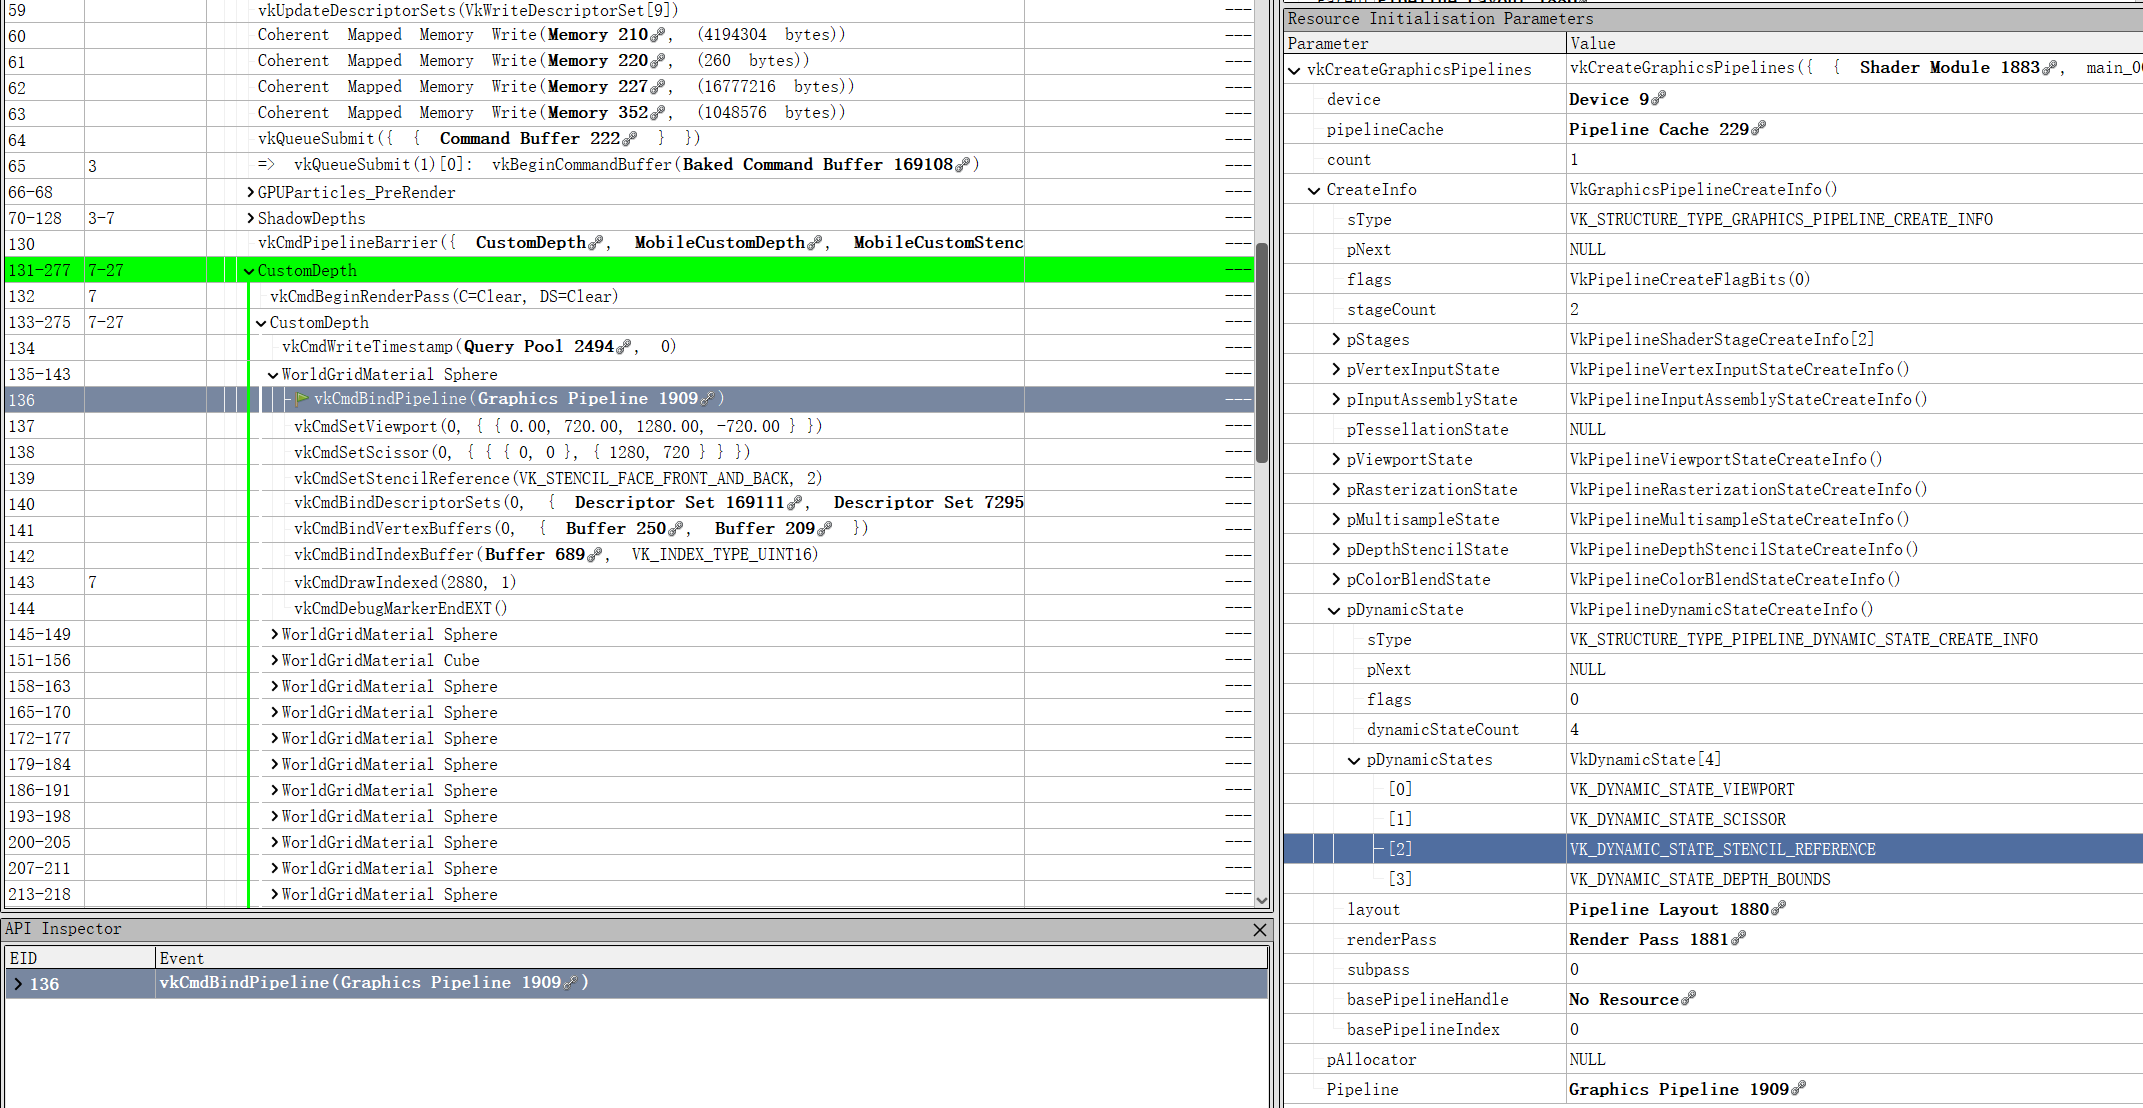 59 vkUpdateDescriptorSets(VkWriteDescriptorSet[9]) ---
60 Coherent Mapped Memory Write(Memory 210, (4194304 bytes)) ---
61 Coherent Mapped Memory Write(Memory 220, (260 bytes)) ---
62 Coherent Mapped Memory Write(Memory 227, (16777216 bytes)) ---
63 Coherent Mapped Memory Write(Memory 352, (1048576 bytes)) ---
64 vkQueueSubmit({ { Command Buffer 222 } }) ---
65 3 => vkQueueSubmit(1)[0]: vkBeginCommandBuffer(Baked Command Buffer 169108) ---
66-68 GPUParticles_PreRender ---
70-128 3-7 ShadowDepths ---
130 vkCmdPipelineBarrier({ CustomDepth, MobileCustomDepth, MobileCustomStenc ---
131-277 7-27 CustomDepth ---
132 7 vkCmdBeginRenderPass(C=Clear, DS=Clear) ---
133-275 7-27 CustomDepth ---
134 vkCmdWriteTimestamp(Query Pool 2494, 0) ---
135-143 WorldGridMaterial Sphere ---
136 vkCmdBindPipeline(Graphics Pipeline 1909) ---
137 vkCmdSetViewport(0, { { 0.00, 720.00, 1280.00, -720.00 } }) ---
138 vkCmdSetScissor(0, { { { 0, 0 }, { 1280, 720 } } }) ---
139 vkCmdSetStencilReference(VK_STENCIL_FACE_FRONT_AND_BACK, 2) ---
140 vkCmdBindDescriptorSets(0, { Descriptor Set 169111, Descriptor Set 7295 ---
141 vkCmdBindVertexBuffers(0, { Buffer 250, Buffer 209 }) ---
142 vkCmdBindIndexBuffer(Buffer 689, VK_INDEX_TYPE_UINT16) ---
143 7 vkCmdDrawIndexed(2880, 1) ---
144 vkCmdDebugMarkerEndEXT() ---
145-149 WorldGridMaterial Sphere ---
151-156 WorldGridMaterial Cube ---
158-163 WorldGridMaterial Sphere ---
165-170 WorldGridMaterial Sphere ---
172-177 WorldGridMaterial Sphere ---
179-184 WorldGridMaterial Sphere ---
186-191 WorldGridMaterial Sphere ---
193-198 WorldGridMaterial Sphere ---
200-205 WorldGridMaterial Sphere ---
207-211 WorldGridMaterial Sphere ---
213-218 WorldGridMaterial Sphere ---
API Inspector
EID Event
136 vkCmdBindPipeline(Graphics Pipeline 1909)
Resource Initialisation Parameters
Parameter Value
vkCreateGraphicsPipelines vkCreateGraphicsPipelines({ { Shader Module 1883, main_0
device Device 9
pipelineCache Pipeline Cache 229
count 1
CreateInfo VkGraphicsPipelineCreateInfo()
sType VK_STRUCTURE_TYPE_GRAPHICS_PIPELINE_CREATE_INFO
pNext NULL
flags VkPipelineCreateFlagBits(0)
stageCount 2
pStages VkPipelineShaderStageCreateInfo[2]
pVertexInputState VkPipelineVertexInputStateCreateInfo()
pInputAssemblyState VkPipelineInputAssemblyStateCreateInfo()
pTessellationState NULL
pViewportState VkPipelineViewportStateCreateInfo()
pRasterizationState VkPipelineRasterizationStateCreateInfo()
pMultisampleState VkPipelineMultisampleStateCreateInfo()
pDepthStencilState VkPipelineDepthStencilStateCreateInfo()
pColorBlendState VkPipelineColorBlendStateCreateInfo()
pDynamicState VkPipelineDynamicStateCreateInfo()
sType VK_STRUCTURE_TYPE_PIPELINE_DYNAMIC_STATE_CREATE_INFO
pNext NULL
flags 0
dynamicStateCount 4
pDynamicStates VkDynamicState[4]
[0] VK_DYNAMIC_STATE_VIEWPORT
[1] VK_DYNAMIC_STATE_SCISSOR
[2] VK_DYNAMIC_STATE_STENCIL_REFERENCE
[3] VK_DYNAMIC_STATE_DEPTH_BOUNDS
layout Pipeline Layout 1880
renderPass Render Pass 1881
subpass 0
basePipelineHandle No Resource
basePipelineIndex 0
pAllocator NULL
Pipeline Graphics Pipeline 1909